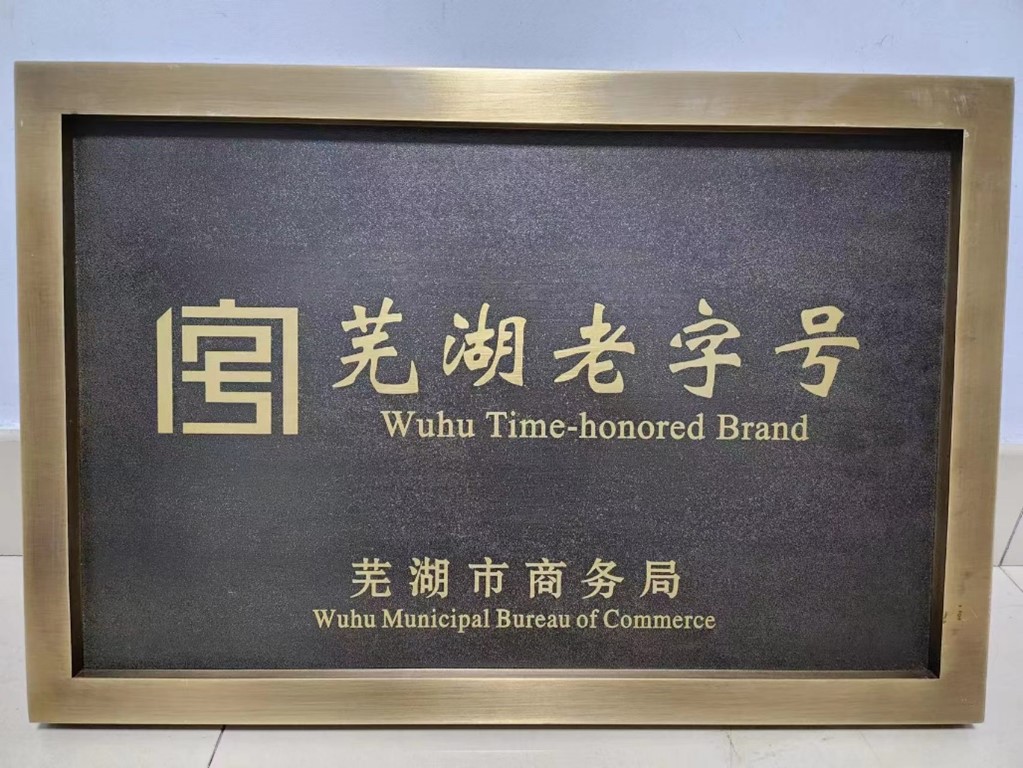 芜湖老字号
Wuhu Time-honored Brand
芜湖市商务局
Wuhu Municipal Bureau of Commerce